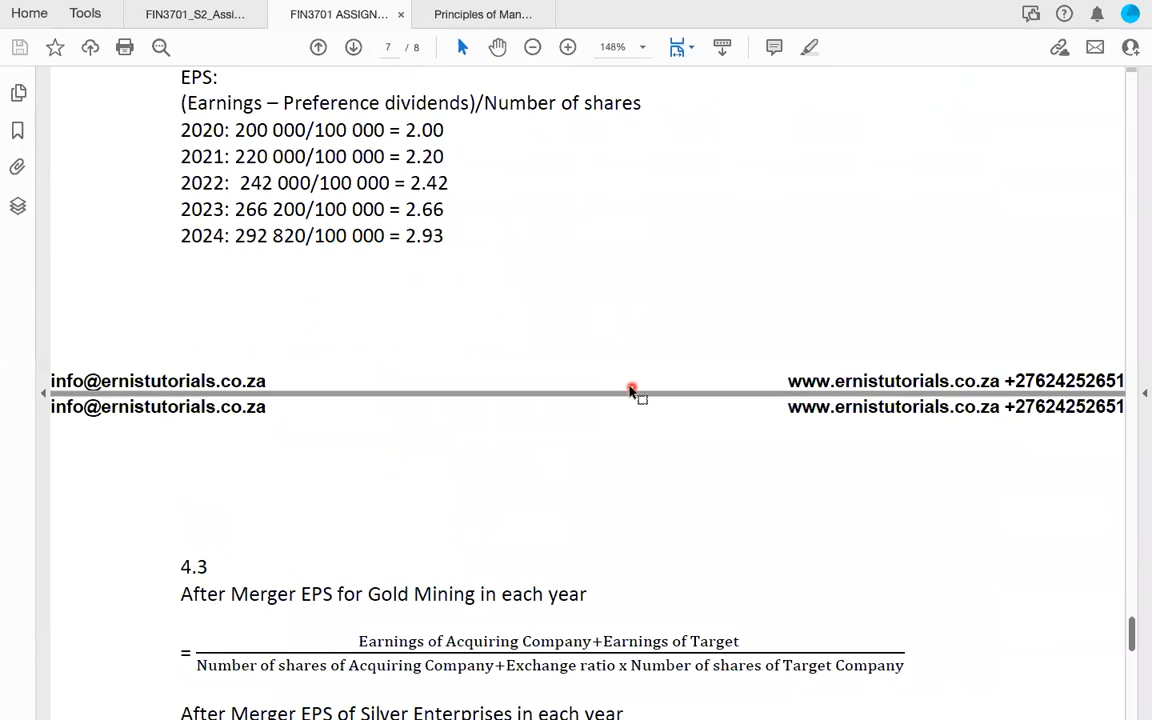 Home Tools FIN3701_S2_Assi... FIN3701 ASSIGN... × Principles of Man...
7 / 8 148%
EPS:
(Earnings – Preference dividends)/Number of shares
2020: 200 000/100 000 = 2.00
2021: 220 000/100 000 = 2.20
2022: 242 000/100 000 = 2.42
2023: 266 200/100 000 = 2.66
2024: 292 820/100 000 = 2.93
info@ernistutorials.co.za www.ernistutorials.co.za +27624252651
info@ernistutorials.co.za www.ernistutorials.co.za +27624252651
4.3
After Merger EPS for Gold Mining in each year
Earnings of Acquiring Company+Earnings of Target
=
Number of shares of Acquiring Company+Exchange ratio x Number of shares of Target Company
After Merger EPS of Silver Enterprises in each year